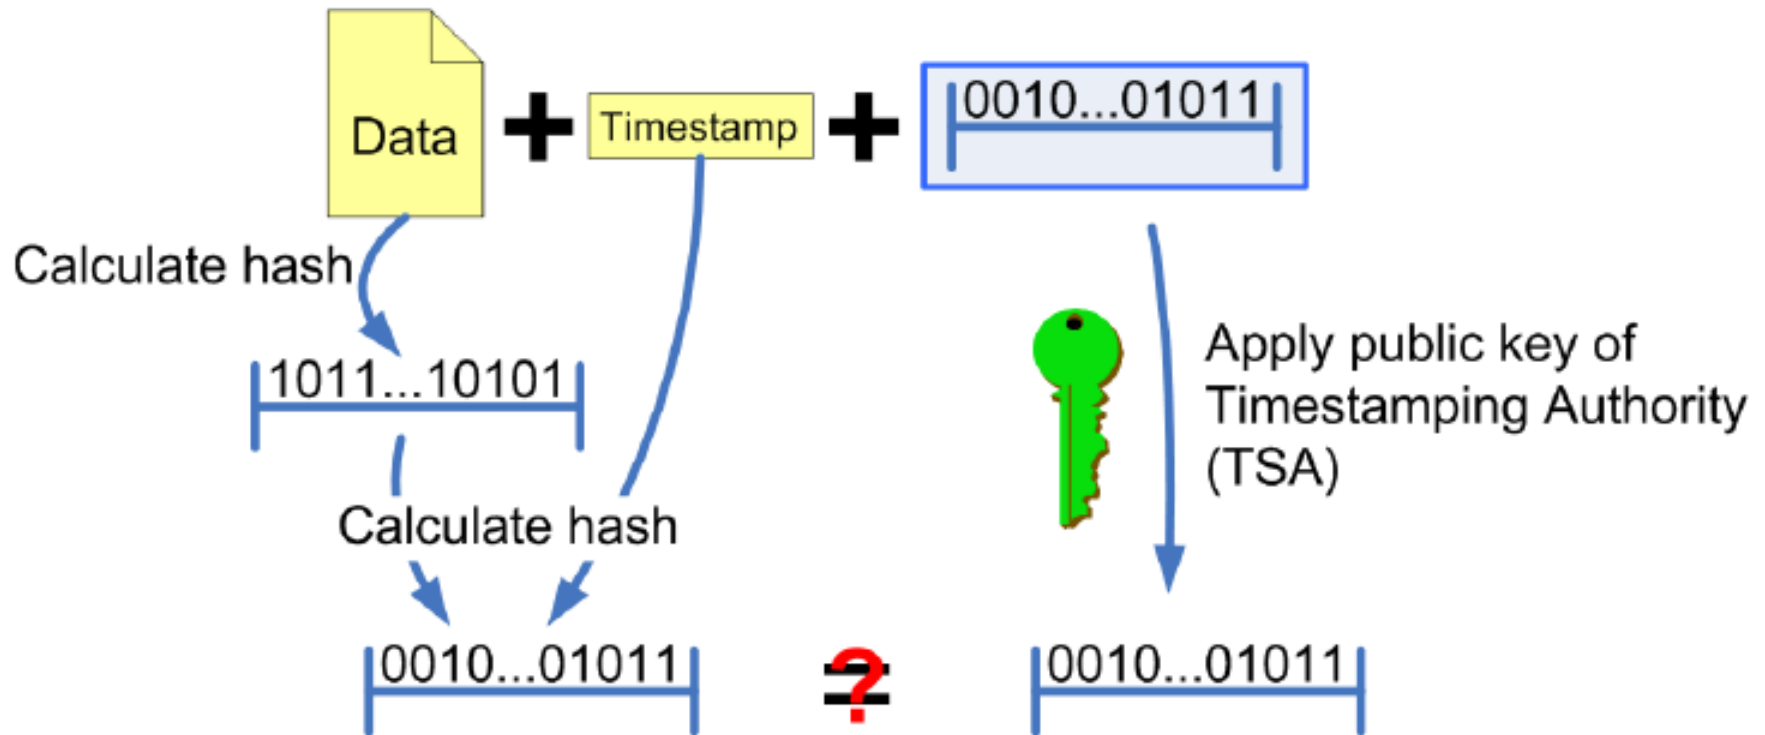 Data
+
Timestamp
+
0010...01011
Calculate hash
1011...10101
Apply public key of
Timestamping Authority
(TSA)
Calculate hash
0010...01011
=
?
0010...01011